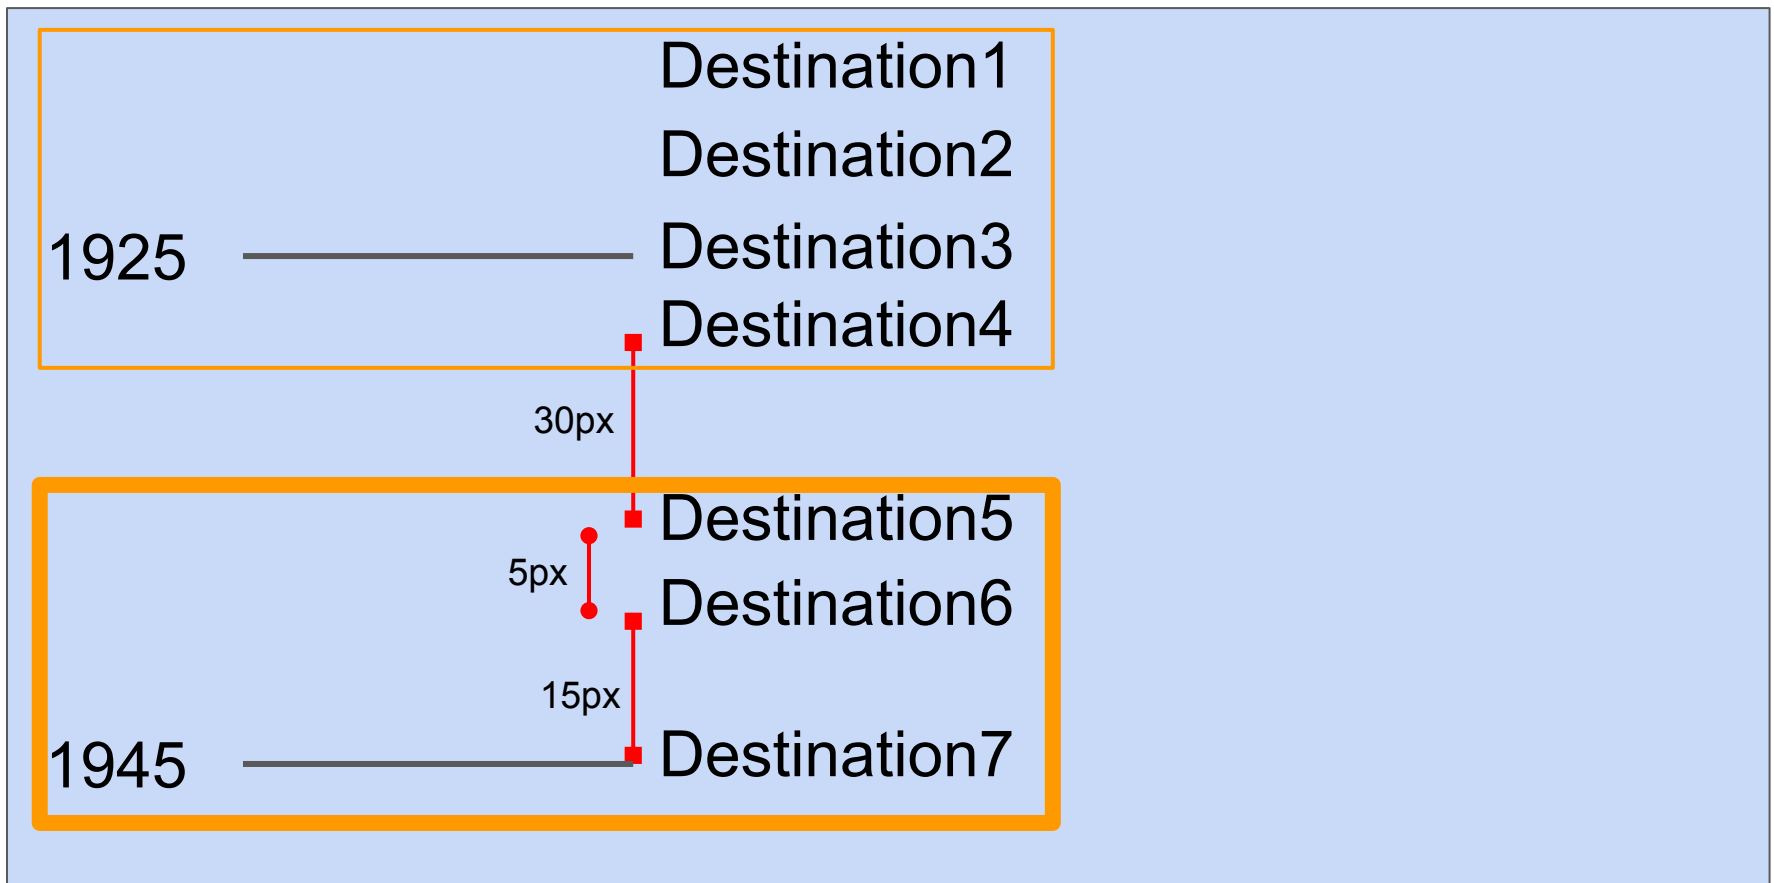 Destination1
Destination2
1925 Destination3
Destination4
30px
Destination5
5px
Destination6
15px
1945 Destination7